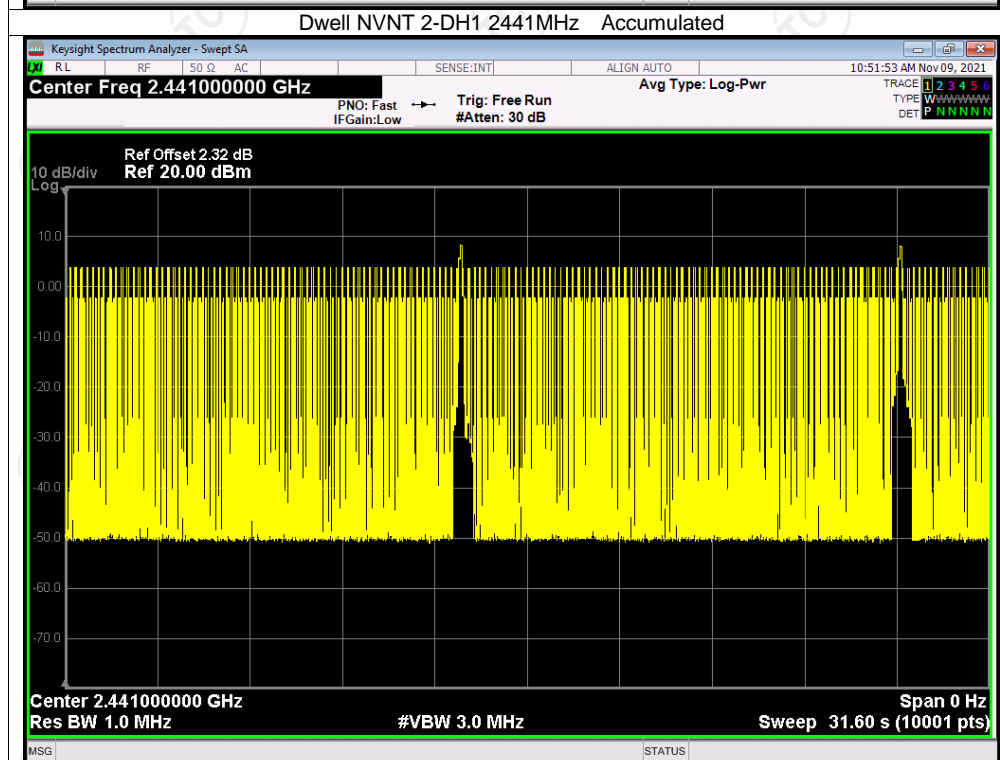 Dwell NVNT 2-DH1 2441MHz Accumulated
Keysight Spectrum Analyzer - Swept SA
LXI RL RF 50 Ω AC SENSE:INT ALIGN AUTO 10:51:53 AM Nov 09, 2021
Center Freq 2.441000000 GHz Avg Type: Log-Pwr TRACE 1 2 3 4 5 6
PNO: Fast Trig: Free Run TYPE WWWWWW
IFGain:Low #Atten: 30 dB DET P N N N N N
Ref Offset 2.32 dB
10 dB/div Ref 20.00 dBm
Log
10.0
0.00
-10.0
-20.0
-30.0
-40.0
-50.0
-60.0
-70.0
Center 2.441000000 GHz Span 0 Hz
Res BW 1.0 MHz #VBW 3.0 MHz Sweep 31.60 s (10001 pts)
MSG STATUS